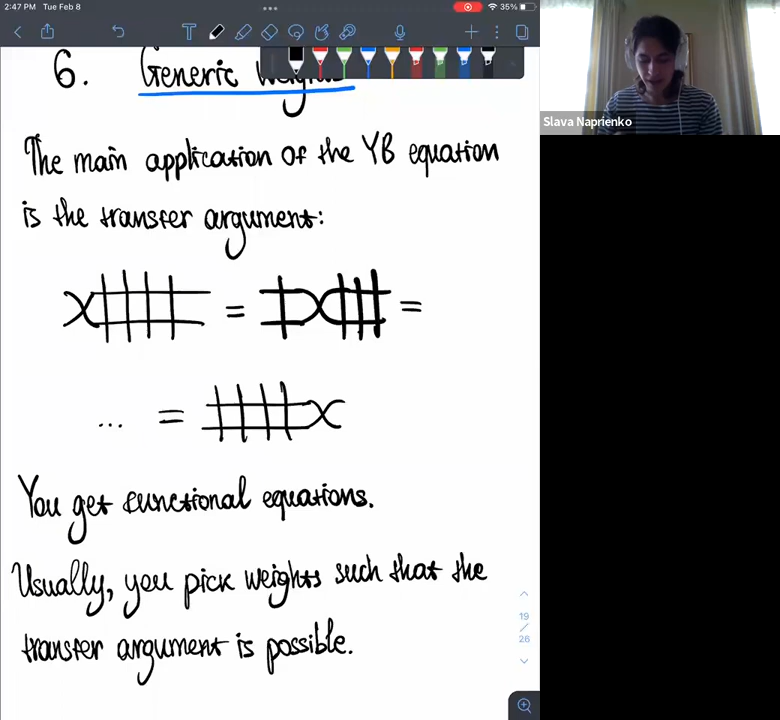 2:47 PM Tue Feb 8
35%
6. Generic Weights
Slava Naprienko
The main application of the YB equation
is the transfer argument:
= =
... =
You get functional equations.
Usually, you pick weights such that the
transfer argument is possible.
19
/
26